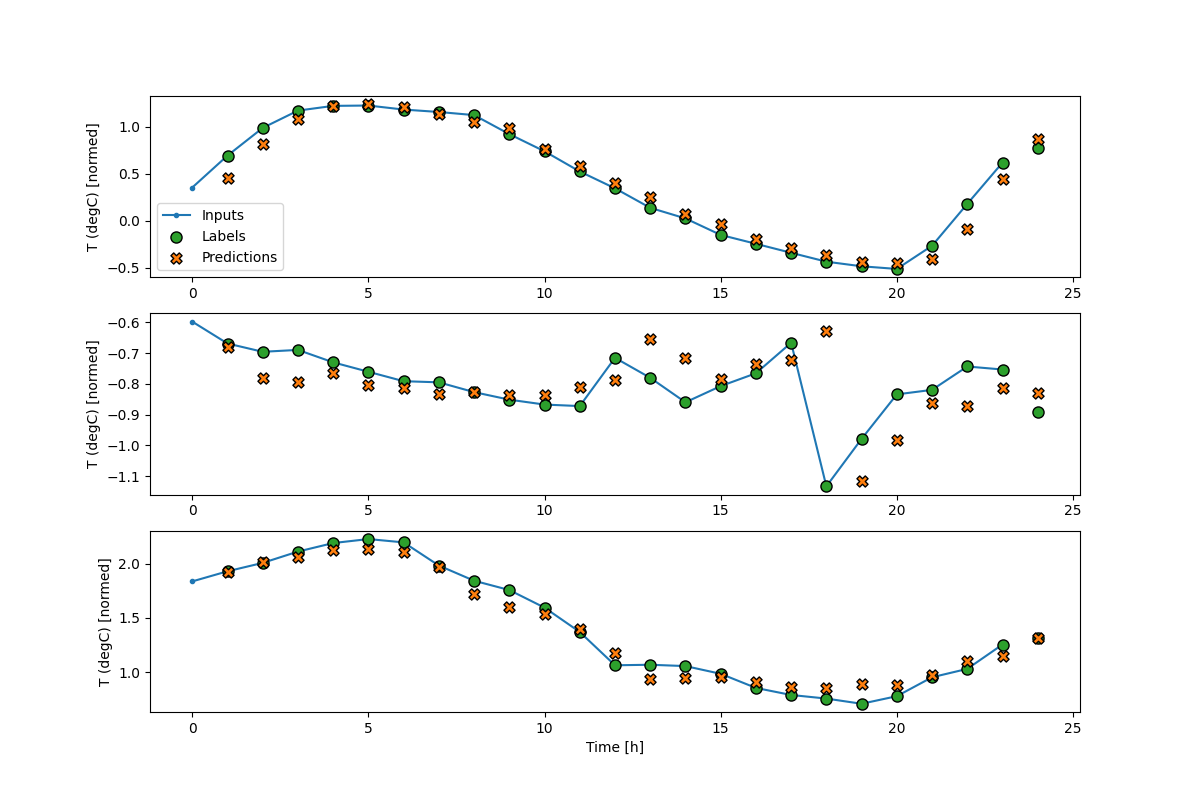 1.0
0.5
0.0
−0.5
T (degC) [normed]
Inputs
Labels
Predictions
0 5 10 15 20 25
−0.6
−0.7
−0.8
−0.9
−1.0
−1.1
T (degC) [normed]
0 5 10 15 20 25
2.0
1.5
1.0
T (degC) [normed]
0 5 10 15 20 25
Time [h]